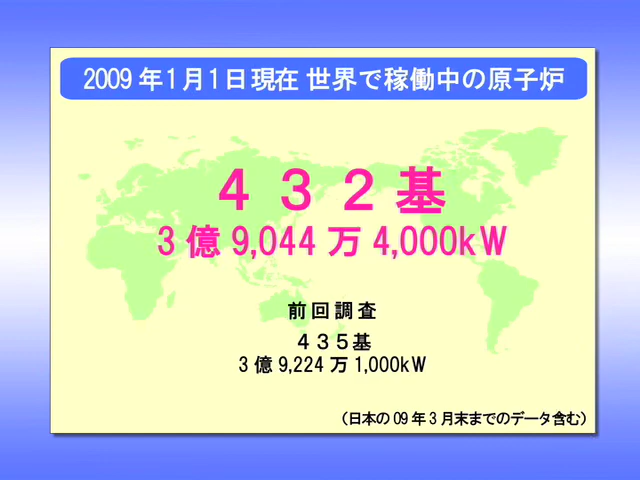 2009年1月1日現在 世界で稼働中の原子炉
４３２基
3億9,044万4,000kW
前回調査
４３５基
3億9,224万1,000kW
（日本の09年3月末までのデータ含む）